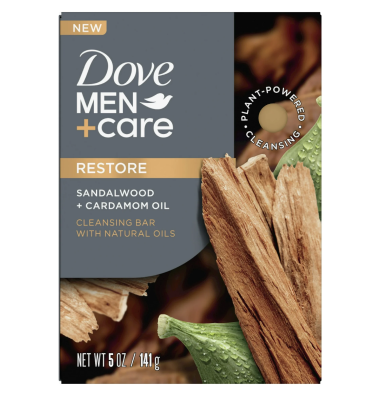 NEW
Dove
MEN
+care
RESTORE
SANDALWOOD
+ CARDAMOM OIL
CLEANSING BAR
WITH NATURAL OILS
• PLANT-POWERED •
CLEANSING
NET WT 5 OZ / 141 g